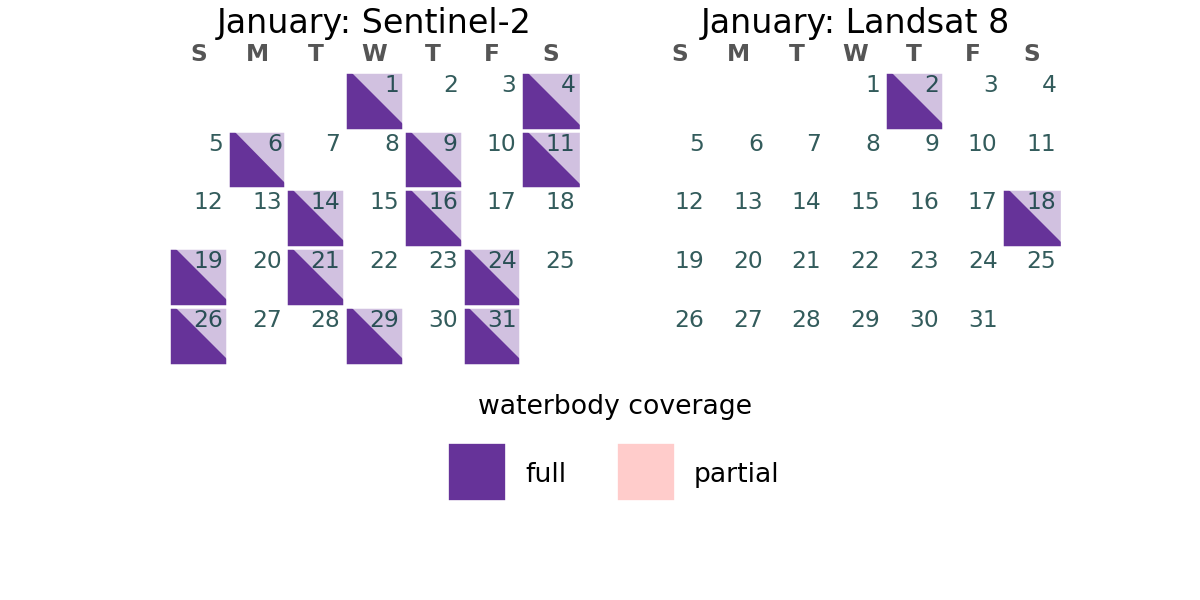 January: Sentinel-2
S M T W T F S
1 2 3 4
5 6 7 8 9 10 11
12 13 14 15 16 17 18
19 20 21 22 23 24 25
26 27 28 29 30 31
January: Landsat 8
S M T W T F S
1 2 3 4
5 6 7 8 9 10 11
12 13 14 15 16 17 18
19 20 21 22 23 24 25
26 27 28 29 30 31
waterbody coverage
full partial